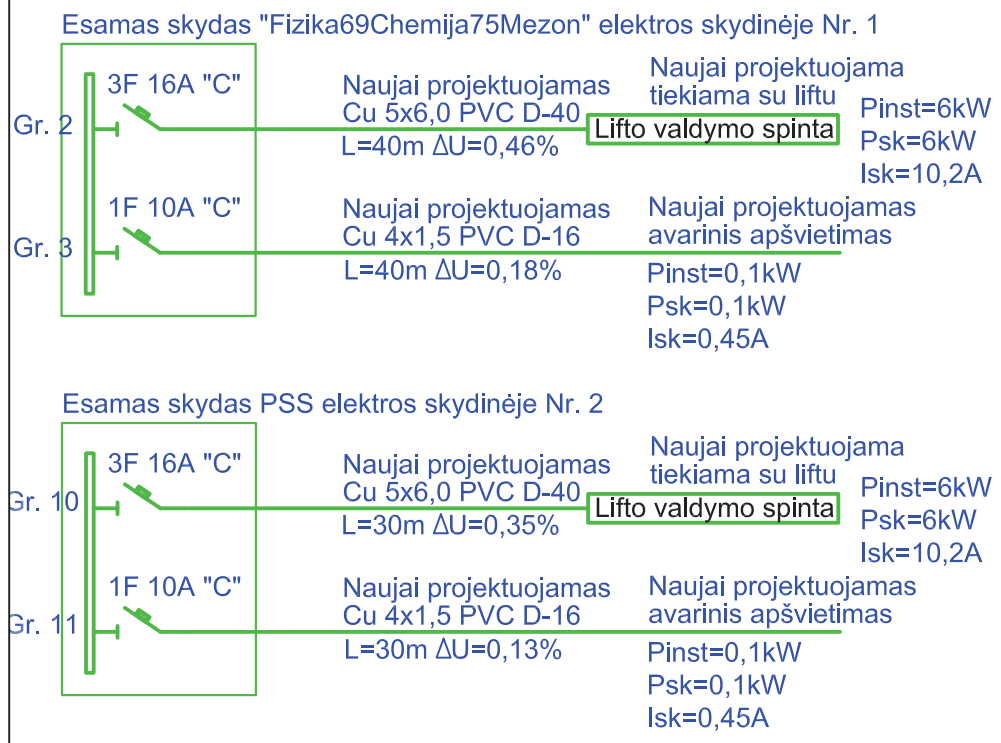 Esamas skydas "Fizika69Chemija75Mezon" elektros skydinėje Nr. 1
Gr. 2
3F 16A "C"
Naujai projektuojamas
Cu 5x6,0 PVC D-40
L=40m ΔU=0,46%
Naujai projektuojama
tiekiama su liftu
Lifto valdymo spinta
Pinst=6kW
Psk=6kW
Isk=10,2A
Gr. 3
1F 10A "C"
Naujai projektuojamas
Cu 4x1,5 PVC D-16
L=40m ΔU=0,18%
Naujai projektuojamas
avarinis apšvietimas
Pinst=0,1kW
Psk=0,1kW
Isk=0,45A
Esamas skydas PSS elektros skydinėje Nr. 2
Gr. 10
3F 16A "C"
Naujai projektuojamas
Cu 5x6,0 PVC D-40
L=30m ΔU=0,35%
Naujai projektuojama
tiekiama su liftu
Lifto valdymo spinta
Pinst=6kW
Psk=6kW
Isk=10,2A
Gr. 11
1F 10A "C"
Naujai projektuojamas
Cu 4x1,5 PVC D-16
L=30m ΔU=0,13%
Naujai projektuojamas
avarinis apšvietimas
Pinst=0,1kW
Psk=0,1kW
Isk=0,45A